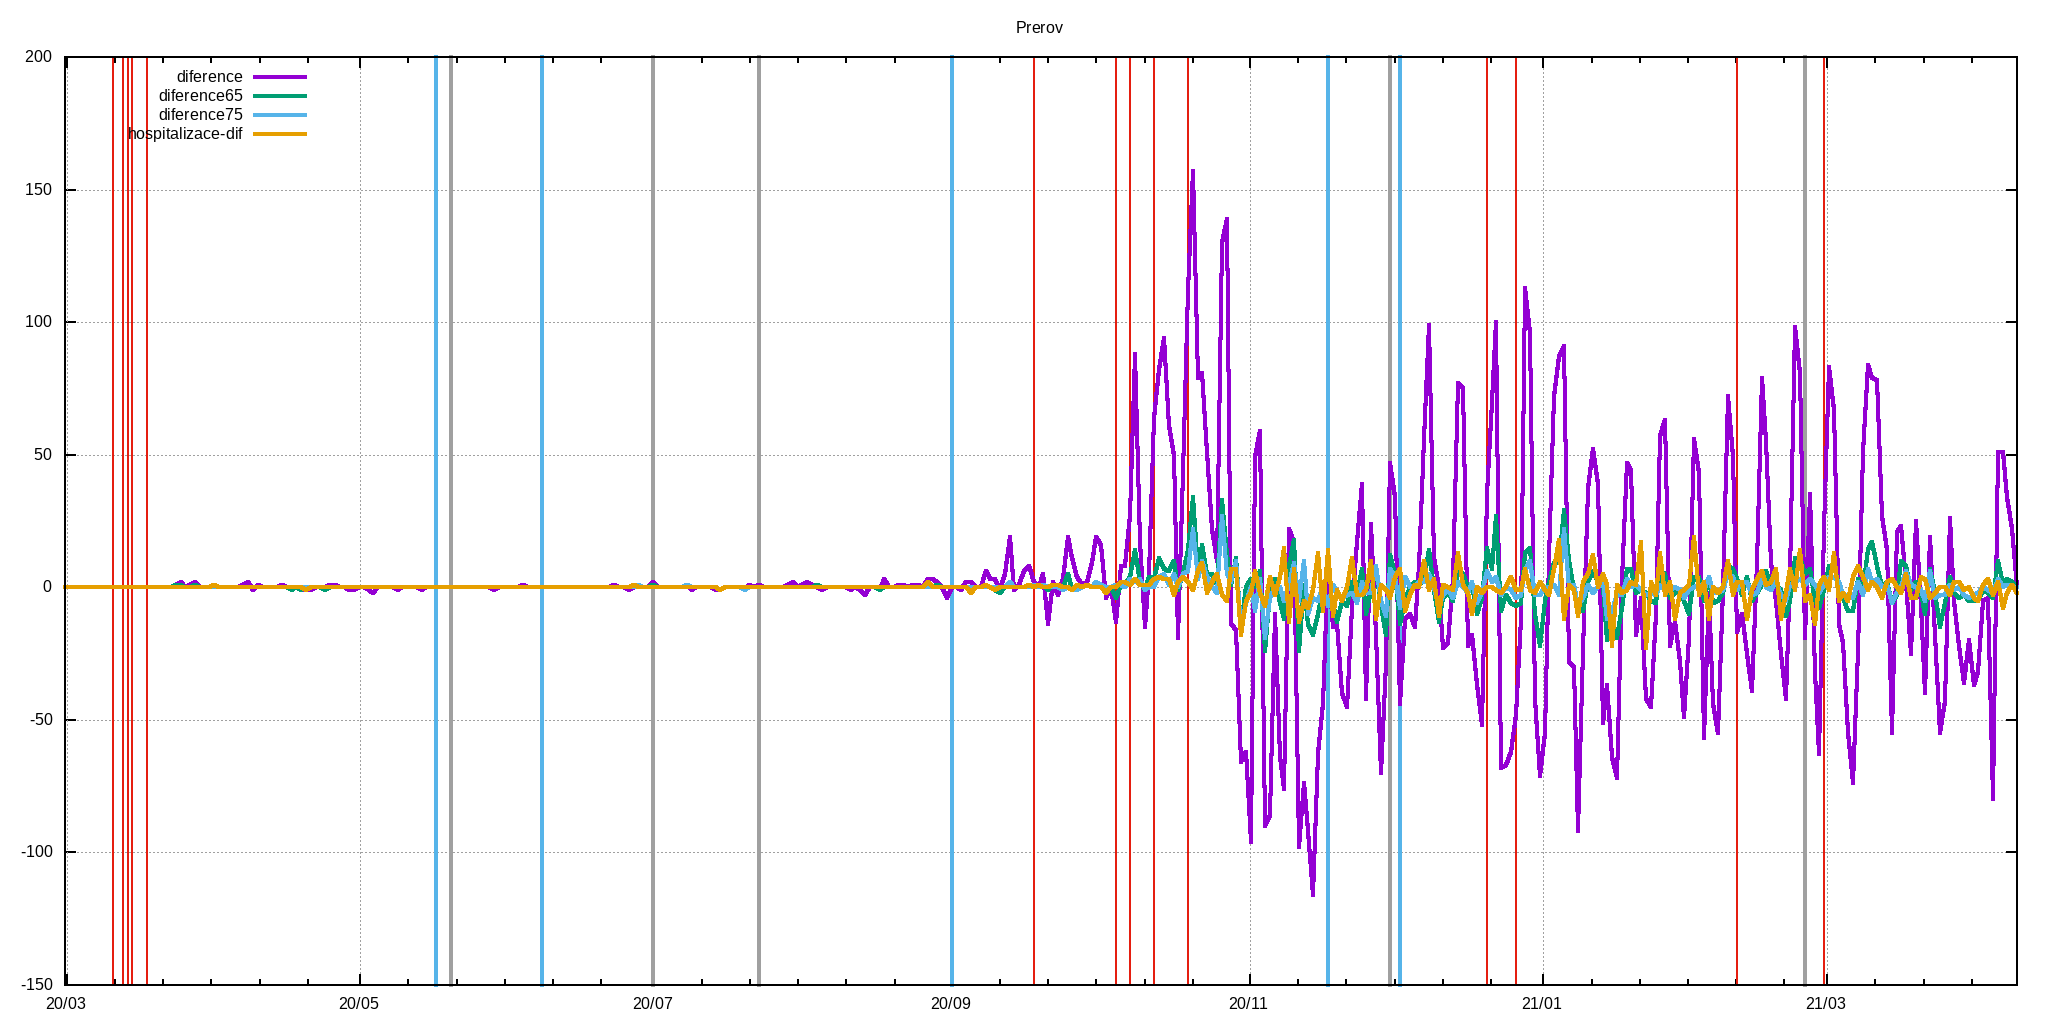 Prerov
200
150
100
50
0
-50
-100
-150
diference
diference65
diference75
hospitalizace-dif
20/03 20/05 20/07 20/09 20/11 21/01 21/03